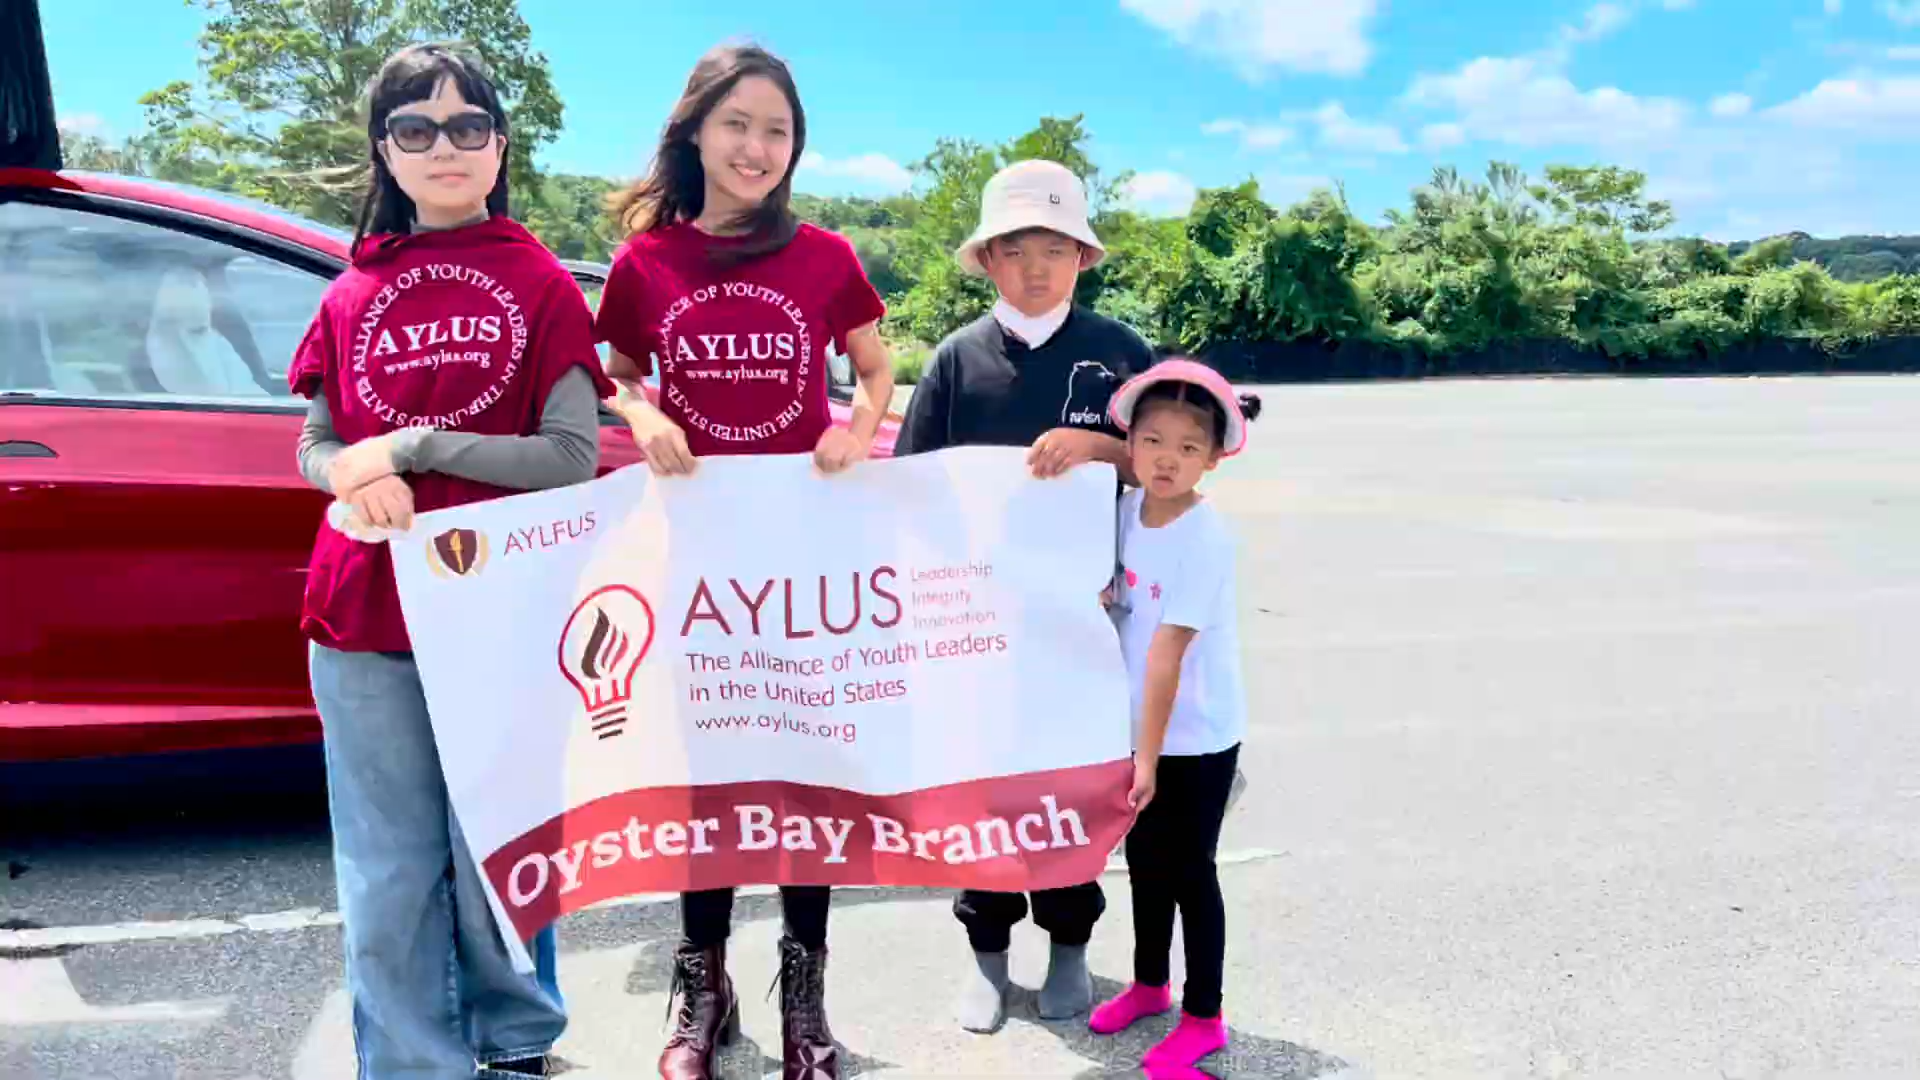 ALLIANCE OF YOUTH LEADERS IN THE UNITED STATES
AYLUS
www.aylus.org
ALLIANCE OF YOUTH LEADERS IN THE UNITED STATES
AYLUS
www.aylus.org
NASA
AYLFUS
AYLUS
Leadership
Integrity
Innovation
The Alliance of Youth Leaders
in the United States
www.aylus.org
Oyster Bay Branch